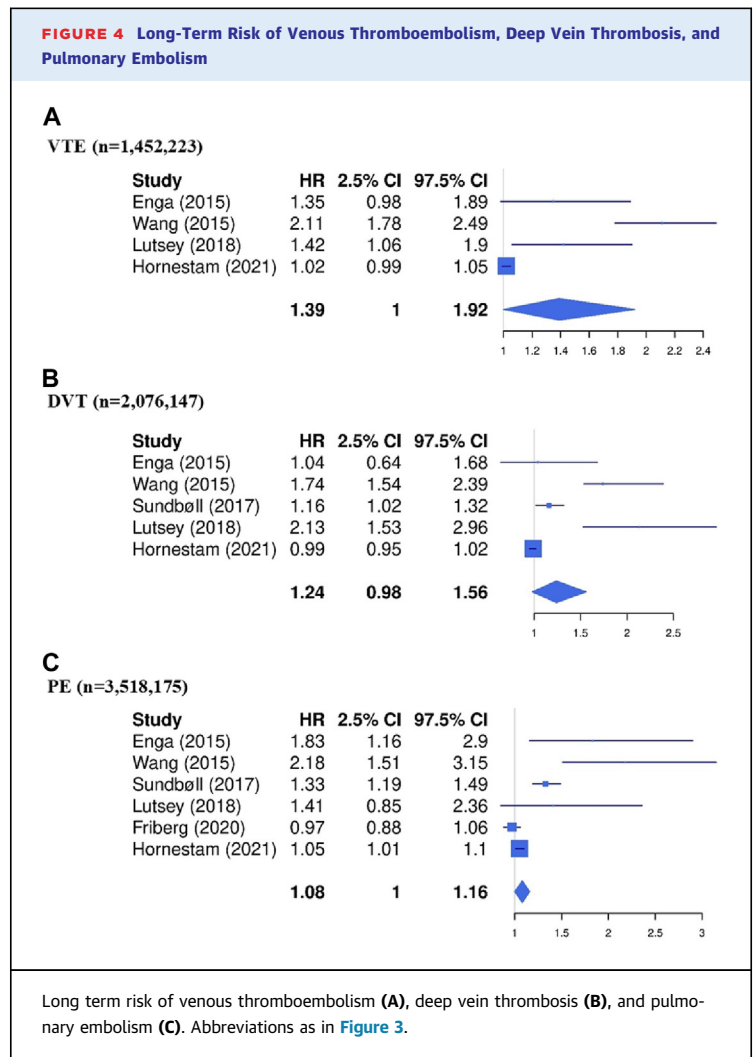 FIGURE 4 Long-Term Risk of Venous Thromboembolism, Deep Vein Thrombosis, and
Pulmonary Embolism
A
VTE (n=1,452,223)
Study HR 2.5% CI 97.5% CI
Enga (2015) 1.35 0.98 1.89
Wang (2015) 2.11 1.78 2.49
Lutsey (2018) 1.42 1.06 1.9
Hornestam (2021) 1.02 0.99 1.05
1.39 1 1.92
1 1.2 1.4 1.6 1.8 2 2.2 2.4
B
DVT (n=2,076,147)
Study HR 2.5% CI 97.5% CI
Enga (2015) 1.04 0.64 1.68
Wang (2015) 1.74 1.54 2.39
Sundbøll (2017) 1.16 1.02 1.32
Lutsey (2018) 2.13 1.53 2.96
Hornestam (2021) 0.99 0.95 1.02
1.24 0.98 1.56
1 1.5 2 2.5
C
PE (n=3,518,175)
Study HR 2.5% CI 97.5% CI
Enga (2015) 1.83 1.16 2.9
Wang (2015) 2.18 1.51 3.15
Sundbøll (2017) 1.33 1.19 1.49
Lutsey (2018) 1.41 0.85 2.36
Friberg (2020) 0.97 0.88 1.06
Hornestam (2021) 1.05 1.01 1.1
1.08 1 1.16
1 1.5 2 2.5 3
Long term risk of venous thromboembolism (A), deep vein thrombosis (B), and pulmo-
nary embolism (C). Abbreviations as in Figure 3.